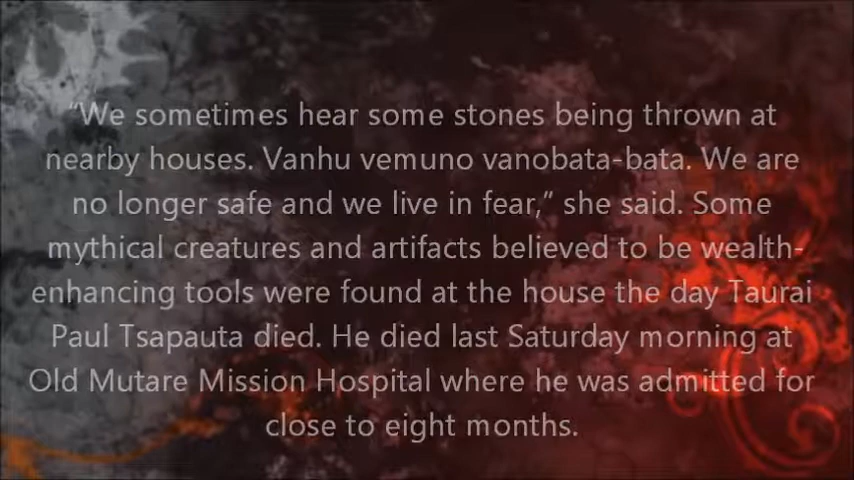 “We sometimes hear some stones being thrown at
nearby houses. Vanhu vemuno vanobata-bata. We are
no longer safe and we live in fear,” she said. Some
mythical creatures and artifacts believed to be wealth-
enhancing tools were found at the house the day Taurai
Paul Tsapauta died. He died last Saturday morning at
Old Mutare Mission Hospital where he was admitted for
close to eight months.